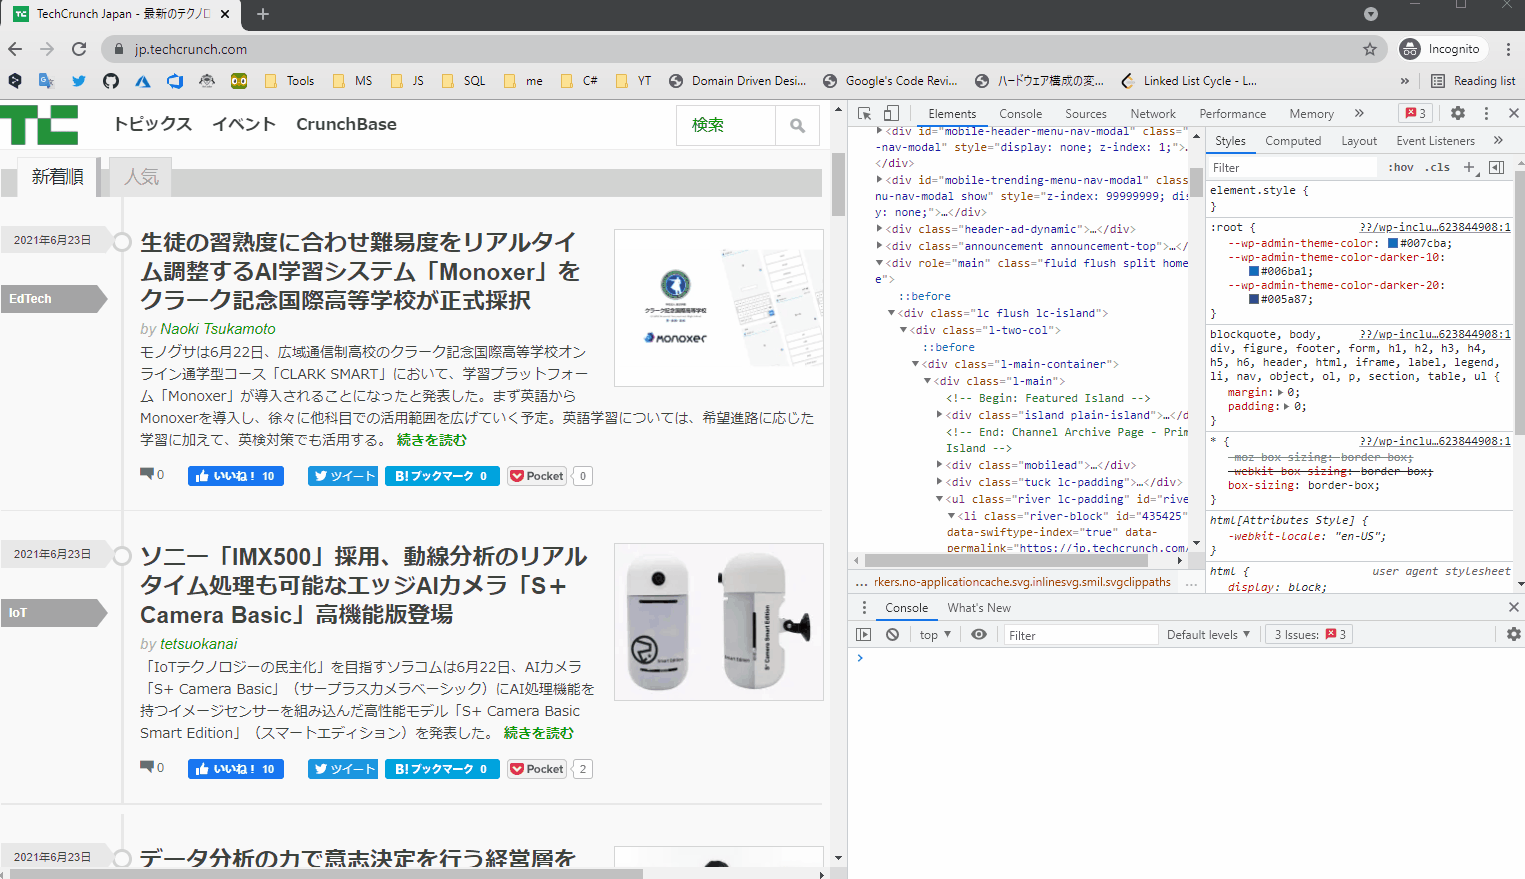 TechCrunch Japan - 最新のテクノロ
jp.techcrunch.com
Incognito
Tools
MS
JS
SQL
me
C#
YT
Domain Driven Desi...
Google's Code Revi...
ハードウェア構成の変...
Linked List Cycle - L...
»
Reading list
TC
トピックス
イベント
CrunchBase
検索
新着順
人気
2021年6月23日
EdTech
生徒の習熟度に合わせ難易度をリアルタイ
ム調整するAI学習システム「Monoxer」を
クラーク記念国際高等学校が正式採択
by Naoki Tsukamoto
モノグサは6月22日、広域通信制高校のクラーク記念国際高等学校オン
ライン通学型コース「CLARK SMART」において、学習プラットフォー
ム「Monoxer」が導入されることになったと発表した。まず英語から
Monoxerを導入し、徐々に他科目での活用範囲を広げていく予定。英語学習については、希望進路に応じた
学習に加えて、英検対策でも活用する。 続きを読む
クラーク記念国際高等学校
monoxer
0
いいね！ 10
ツイート
B!ブックマーク 0
Pocket
0
2021年6月23日
IoT
ソニー「IMX500」採用、動線分析のリアル
タイム処理も可能なエッジAIカメラ「S+
Camera Basic」高機能版登場
by tetsuokanai
「IoTテクノロジーの民主化」を目指すソラコムは6月22日、AIカメラ
「S+ Camera Basic」（サープラスカメラベーシック）にAI処理機能を
持つイメージセンサーを組み込んだ高性能モデル「S+ Camera Basic
Smart Edition」（スマートエディション）を発表した。 続きを読む
Smart Edition
S+ Camera Smart Edition
0
いいね！ 10
ツイート
B!ブックマーク 0
Pocket
2
2021年6月23日
データ分析の力で意志決定を行う経営層を
Elements
Console
Sources
Network
Performance
Memory
»
3
<div id="mobile-header-menu-nav-modal" class="
-nav-modal" style="display: none; z-index: 1;">…
</div>
<div id="mobile-trending-menu-nav-modal" class
nu-nav-modal show" style="z-index: 99999999; di
y: none;">…</div>
<div class="header-ad-dynamic">…</div>
<div class="announcement announcement-top">…</
<div role="main" class="fluid flush split home
e">
::before
<div class="lc flush lc-island">
<div class="l-two-col">
::before
<div class="l-main-container">
<div class="l-main">
<!-- Begin: Featured Island -->
<div class="island plain-island">…</d
<!-- End: Channel Archive Page - Prim
Island -->
<div class="mobilead">…</div>
<div class="tuck lc-padding">…</div>
<ul class="river lc-padding" id="rive
<li class="river-block" id="435425"
data-swiftype-index="true" data-
permalink="https://jp.techcrunch.com/
... rkers.no-applicationcache.svg.inlinesvg.smil.svgclippaths ...
Styles
Computed
Layout
Event Listeners
»
Filter
:hov
.cls
element.style {
}
:root {
??/wp-inclu…623844908:1
--wp-admin-theme-color: #007cba;
--wp-admin-theme-color-darker-10:
#006ba1;
--wp-admin-theme-color-darker-20:
#005a87;
}
blockquote, body,
??/wp-inclu…623844908:1
div, figure, footer, form, h1, h2, h3, h4,
h5, h6, header, html, iframe, label, legend,
li, nav, object, ol, p, section, table, ul {
margin: 0;
padding: 0;
}
* {
??/wp-inclu…623844908:1
-moz-box-sizing: border-box;
-webkit-box-sizing: border-box;
box-sizing: border-box;
}
html[Attributes Style] {
-webkit-locale: "en-US";
}
html {
user agent stylesheet
display: block;
Console
What's New
top
Filter
Default levels
3 Issues: 3